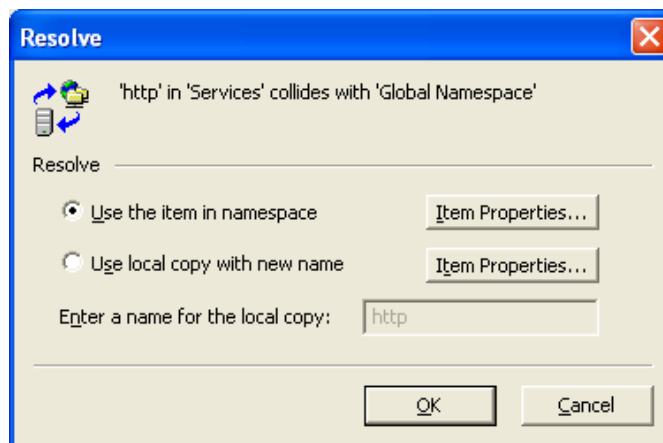 Resolve
'http' in 'Services' collides with 'Global Namespace'
Resolve
Use the item in namespace
Item Properties...
Use local copy with new name
Item Properties...
Enter a name for the local copy:
http
OK
Cancel